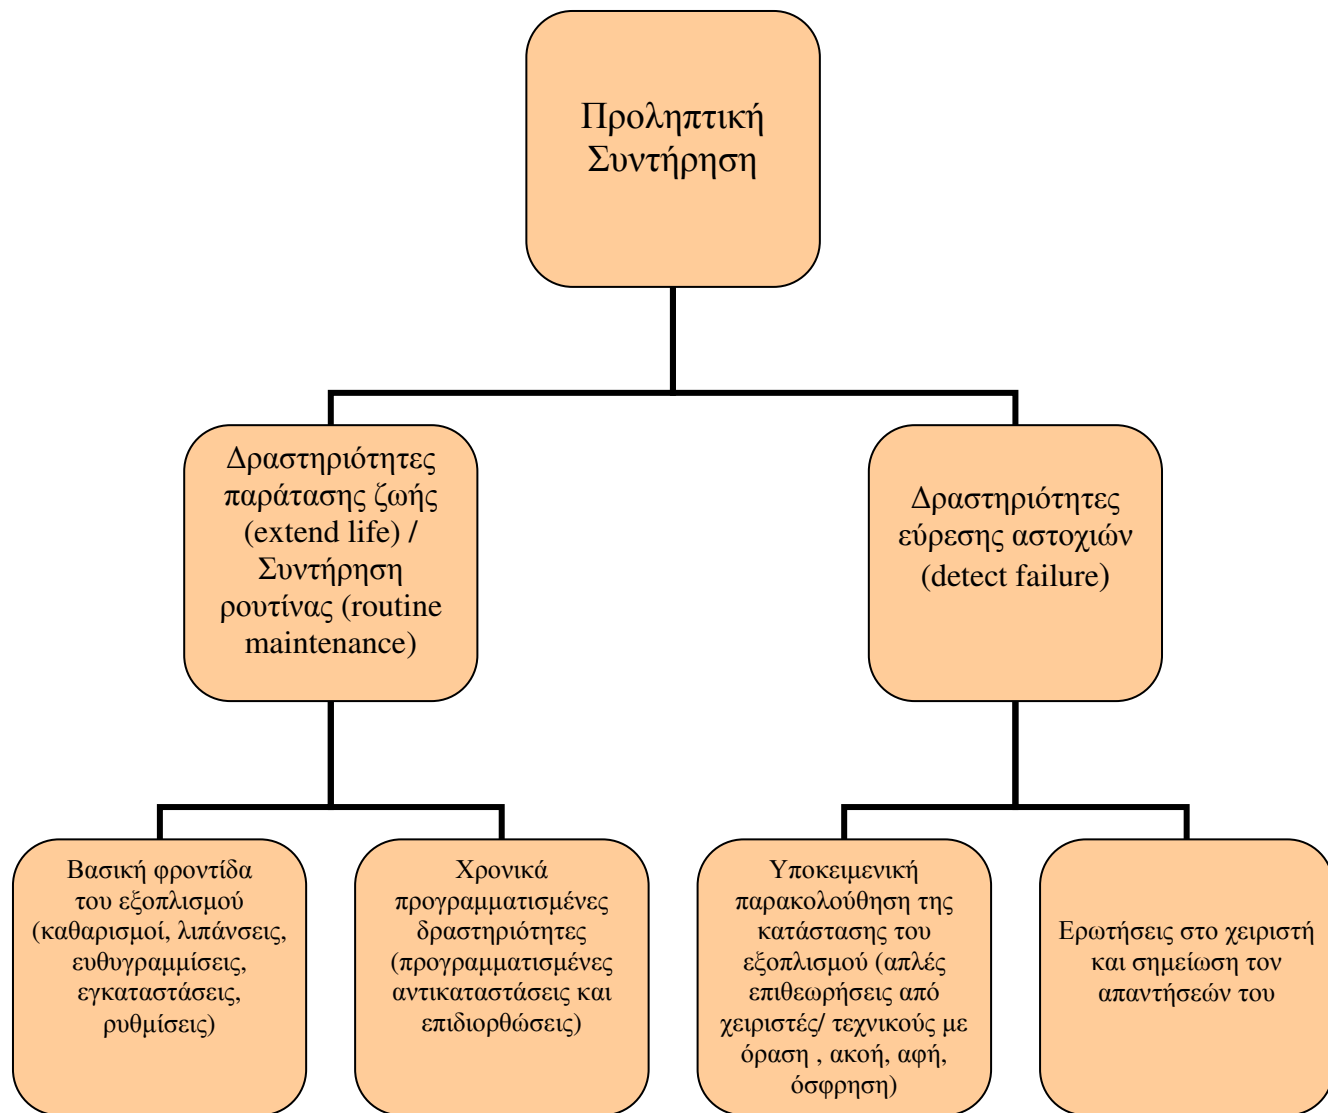 Προληπτική
Συντήρηση
Δραστηριότητες
παράτασης ζωής
(extend life) /
Συντήρηση
ρουτίνας (routine
maintenance)
Δραστηριότητες
εύρεσης αστοχιών
(detect failure)
Βασική φροντίδα
του εξοπλισμού
(καθαρισμοί, λιπάνσεις,
ευθυγραμμίσεις,
εγκαταστάσεις,
ρυθμίσεις)
Χρονικά
προγραμματισμένες
δραστηριότητες
(προγραμματισμένες
αντικαταστάσεις και
επιδιορθώσεις)
Υποκειμενική
παρακολούθηση της
κατάστασης του
εξοπλισμού (απλές
επιθεωρήσεις από
χειριστές/ τεχνικούς με
όραση , ακοή, αφή,
όσφρηση)
Ερωτήσεις στο χειριστή
και σημείωση τον
απαντήσεών του